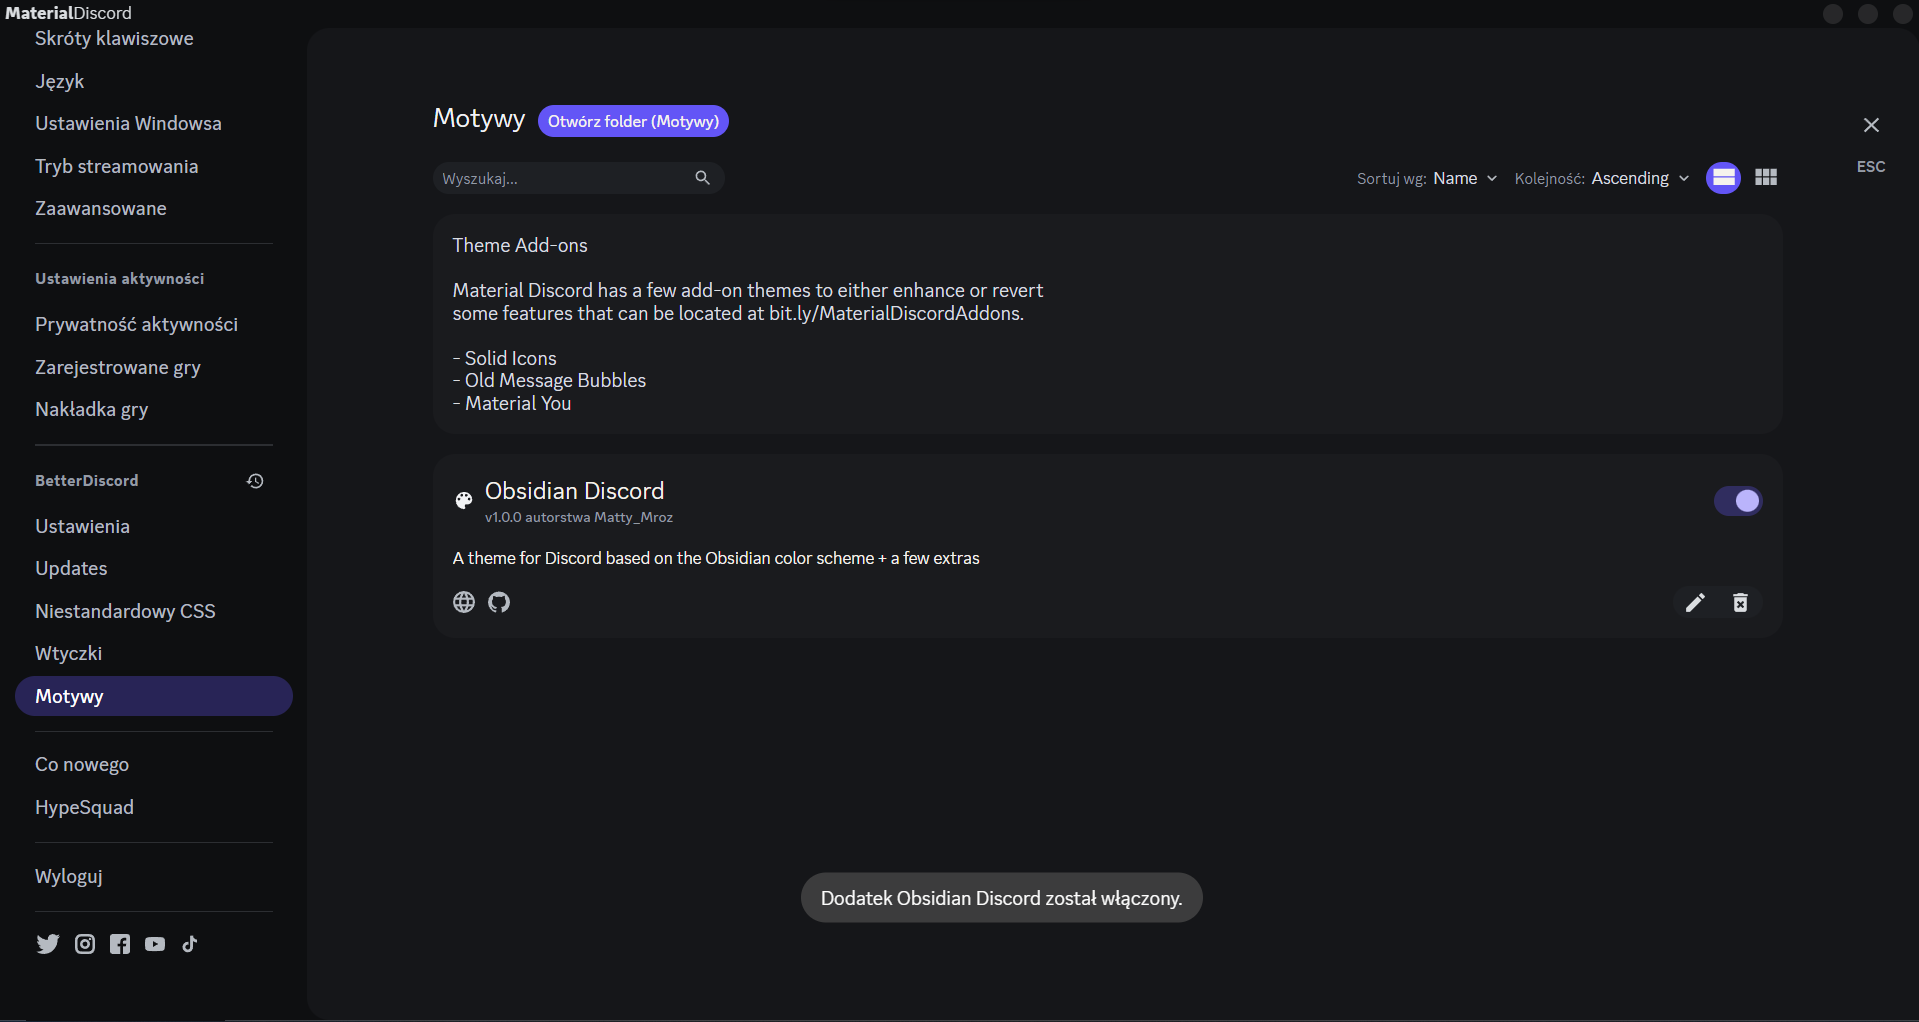 MaterialDiscord
Skróty klawiszowe
Język
Ustawienia Windowsa
Tryb streamowania
Zaawansowane
Ustawienia aktywności
Prywatność aktywności
Zarejestrowane gry
Nakładka gry
BetterDiscord
Ustawienia
Updates
Niestandardowy CSS
Wtyczki
Motywy
Co nowego
HypeSquad
Wyloguj
Motywy Otwórz folder (Motywy)
ESC
Wyszukaj... Sortuj wg: Name Kolejność: Ascending
Theme Add-ons
Material Discord has a few add-on themes to either enhance or revert
some features that can be located at bit.ly/MaterialDiscordAddons.
- Solid Icons
- Old Message Bubbles
- Material You
Obsidian Discord
v1.0.0 autorstwa Matty_Mroz
A theme for Discord based on the Obsidian color scheme + a few extras
Dodatek Obsidian Discord został włączony.